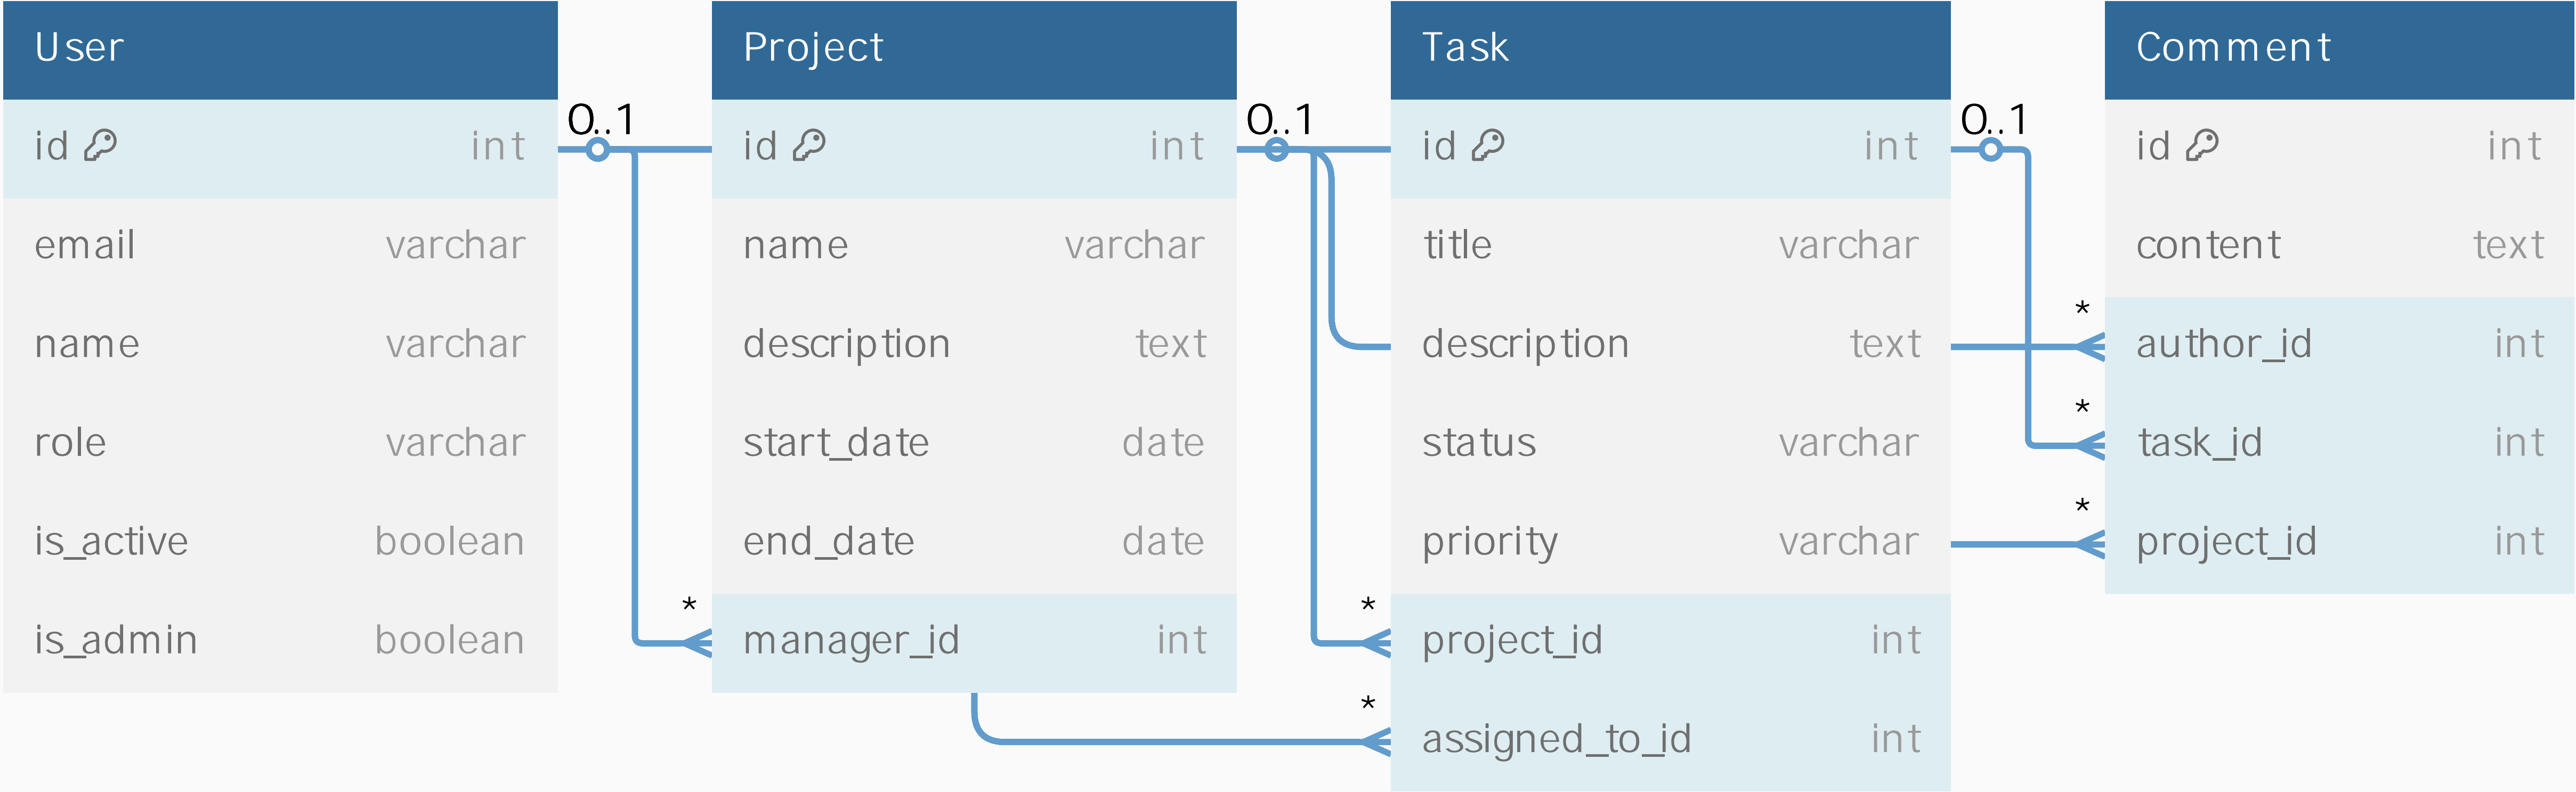 User
id int
email varchar
name varchar
role varchar
is_active boolean
is_admin boolean
0..1
*
Project
id int
name varchar
description text
start_date date
end_date date
manager_id int
0..1
*
*
Task
id int
title varchar
description text
status varchar
priority varchar
project_id int
assigned_to_id int
0..1
*
*
*
Comment
id int
content text
author_id int
task_id int
project_id int